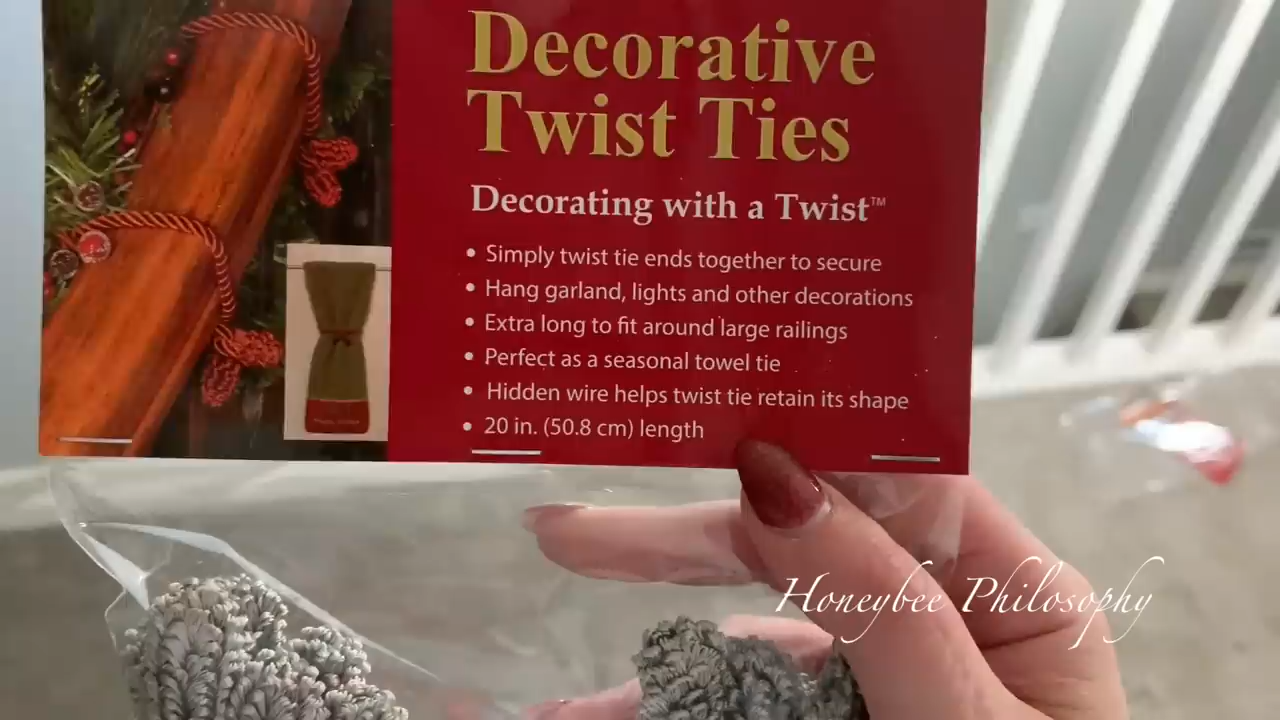 Decorative
Twist Ties
Decorating with a Twist™
• Simply twist tie ends together to secure
• Hang garland, lights and other decorations
• Extra long to fit around large railings
• Perfect as a seasonal towel tie
• Hidden wire helps twist tie retain its shape
• 20 in. (50.8 cm) length
Honeybee Philosophy